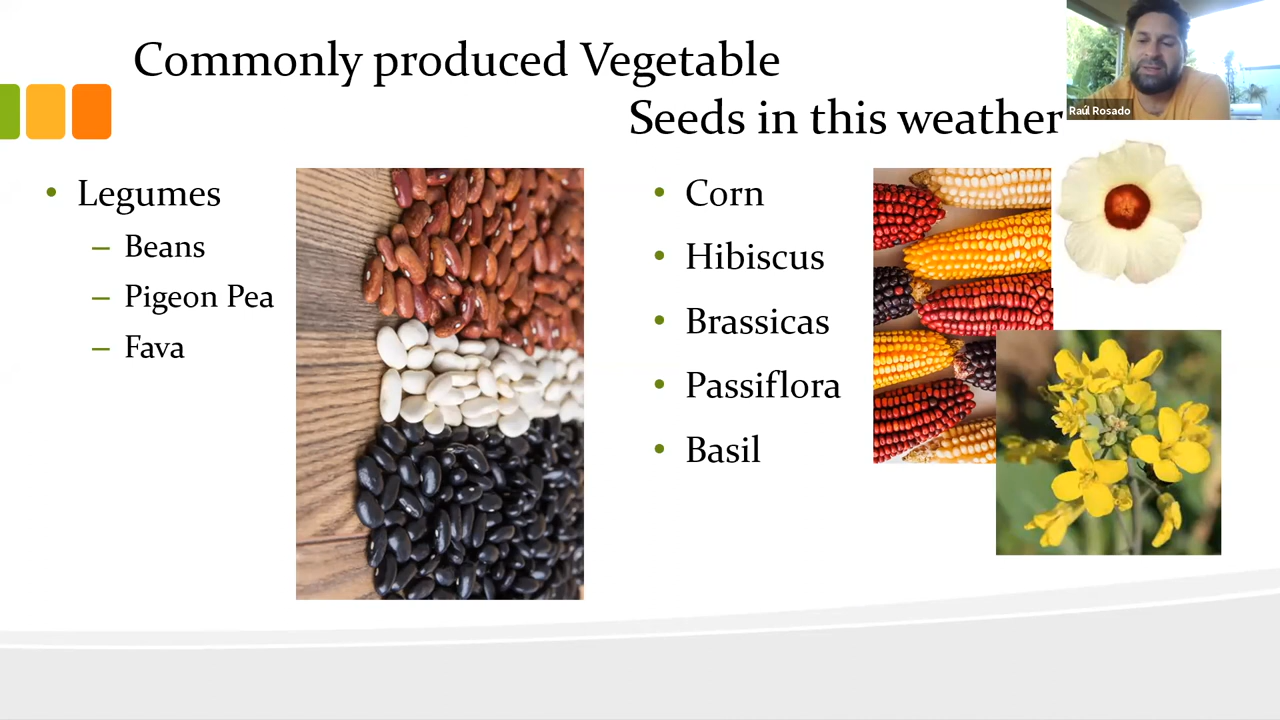 Commonly produced Vegetable
Seeds in this weather
Raúl Rosado
• Legumes
– Beans
– Pigeon Pea
– Fava
• Corn
• Hibiscus
• Brassicas
• Passiflora
• Basil